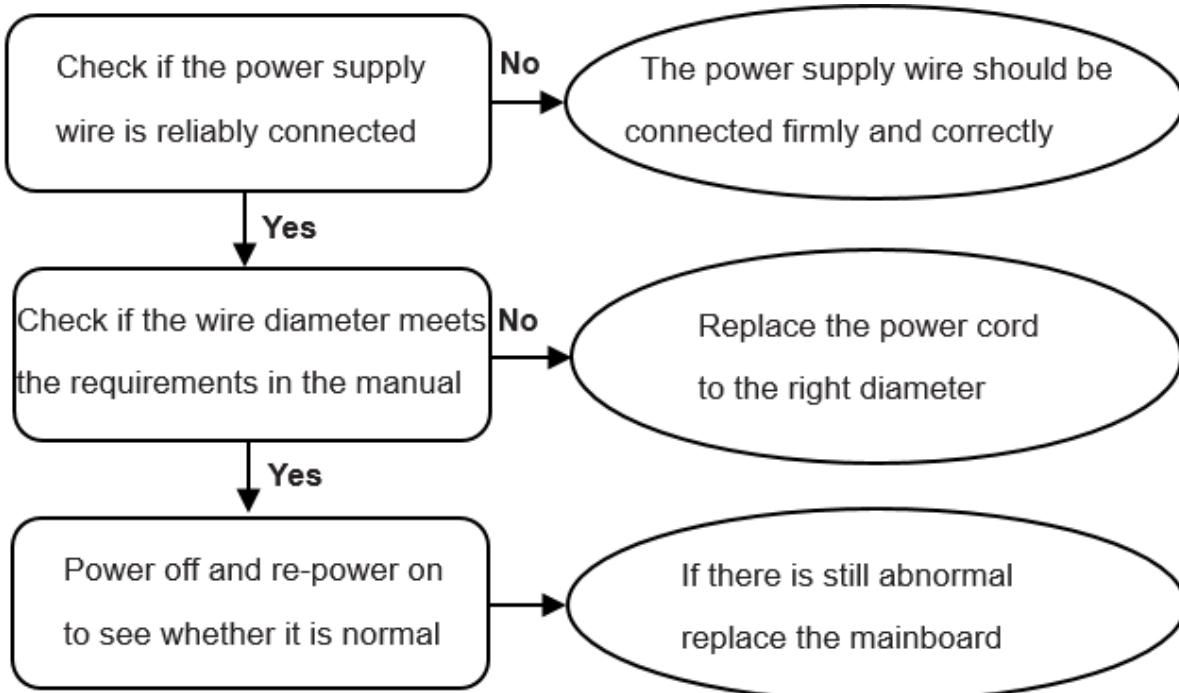 Check if the power supply
wire is reliably connected
No
The power supply wire should be
connected firmly and correctly
Yes
Check if the wire diameter meets
the requirements in the manual
No
Replace the power cord
to the right diameter
Yes
Power off and re-power on
to see whether it is normal
If there is still abnormal
replace the mainboard